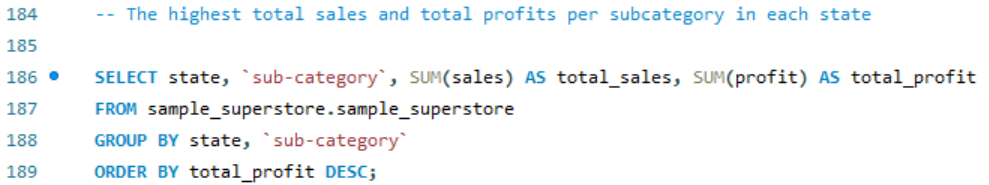 184 -- The highest total sales and total profits per subcategory in each state
185
186 SELECT state, `sub-category`, SUM(sales) AS total_sales, SUM(profit) AS total_profit
187 FROM sample_superstore.sample_superstore
188 GROUP BY state, `sub-category`
189 ORDER BY total_profit DESC;